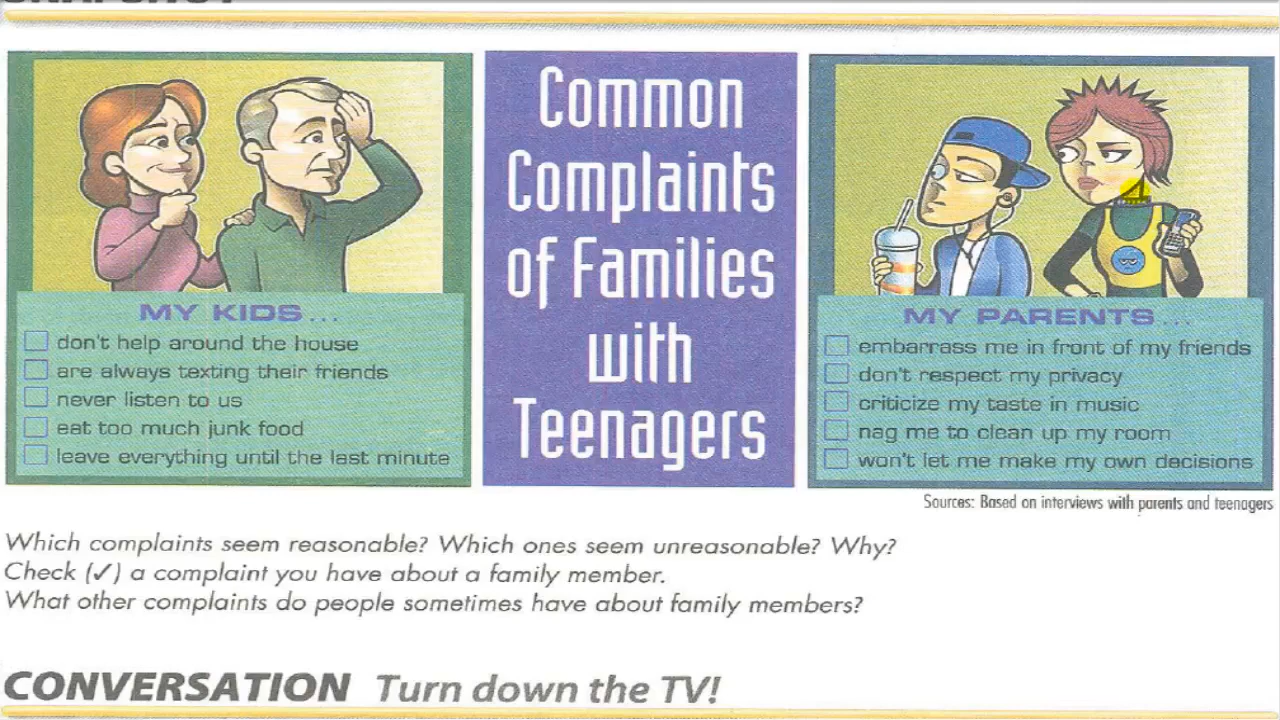 SNAPSHOT
Common
Complaints
of Families
with
Teenagers
MY KIDS...
don't help around the house
are always texting their friends
never listen to us
eat too much junk food
leave everything until the last minute
MY PARENTS...
embarrass me in front of my friends
don't respect my privacy
criticize my taste in music
nag me to clean up my room
won't let me make my own decisions
Sources: Based on interviews with parents and teenagers
Which complaints seem reasonable? Which ones seem unreasonable? Why?
Check (✓) a complaint you have about a family member.
What other complaints do people sometimes have about family members?
CONVERSATION Turn down the TV!